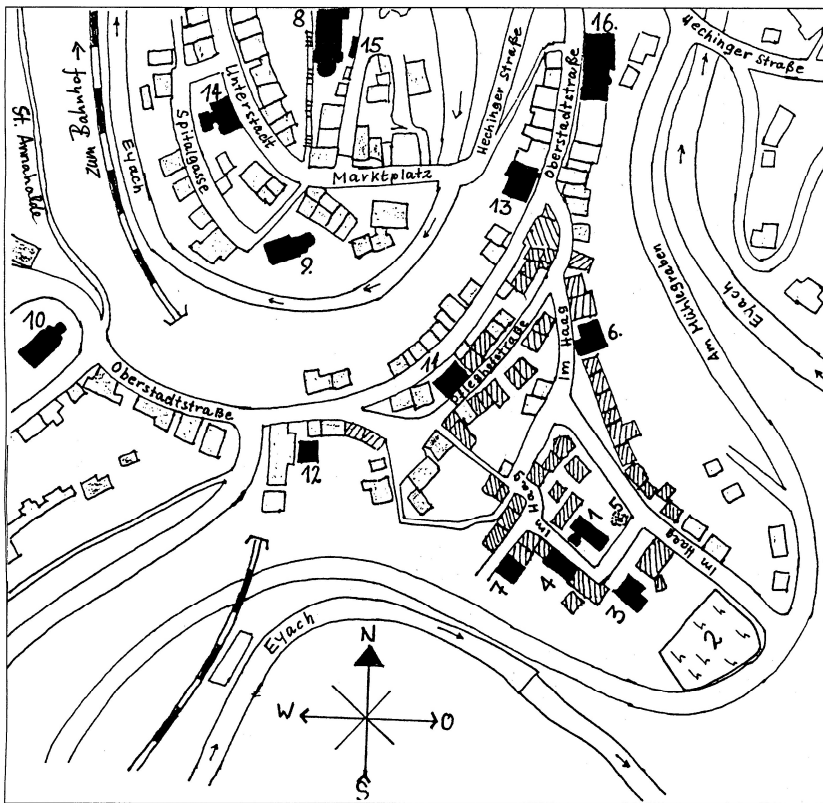 8
15
16.
Hechinger Straße
zum Bahnhof →
Eyach
St. Annahalde
14
Unterstadt
Spitalgasse
Hechinger Straße
Oberstadtstraße
Marktplatz
13
9.
10
Im Haag
6.
Am Mühlegraben
Eyach
11
Pfleghofstraße
Oberstadtstraße
12
Im Haag
1
5
Im Haag
7
4
3
2
Eyach
N
W
O
S